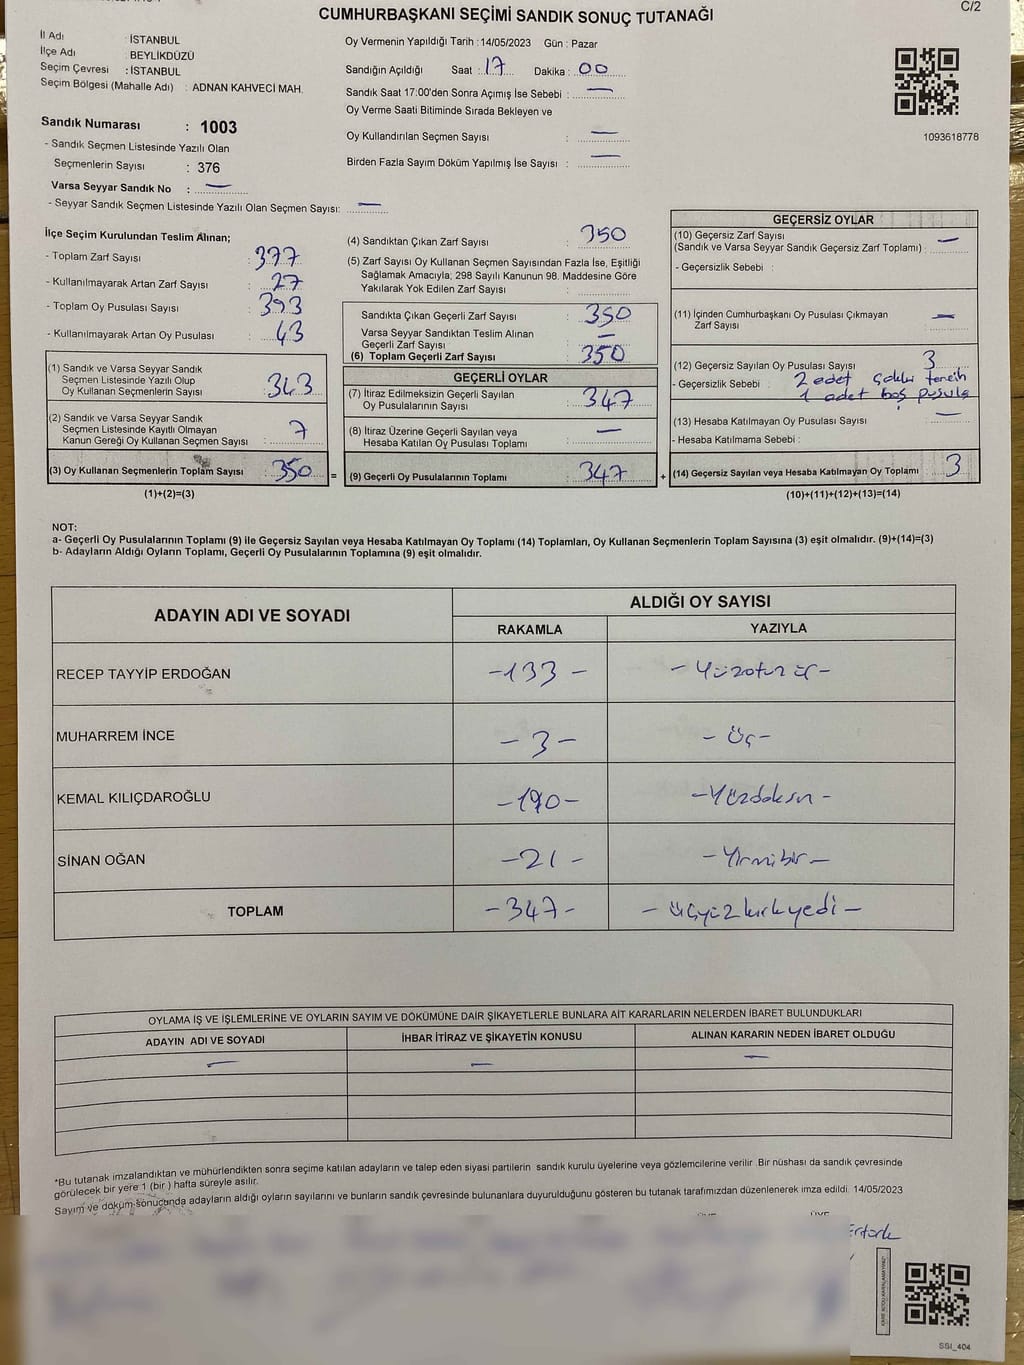 C/2
CUMHURBAŞKANI SEÇİMİ SANDIK SONUÇ TUTANAĞI
İl Adı : İSTANBUL
İlçe Adı : BEYLİKDÜZÜ
Seçim Çevresi : İSTANBUL
Seçim Bölgesi (Mahalle Adı) : ADNAN KAHVECİ MAH.
Sandık Numarası : 1003
- Sandık Seçmen Listesinde Yazılı Olan
Seçmenlerin Sayısı : 376
Varsa Seyyar Sandık No : —
- Seyyar Sandık Seçmen Listesinde Yazılı Olan Seçmen Sayısı: —
Oy Vermenin Yapıldığı Tarih : 14/05/2023 Gün : Pazar
Sandığın Açıldığı Saat : 17 Dakika : 00
Sandık Saat 17:00'den Sonra Açımış İse Sebebi : —
Oy Verme Saati Bitiminde Sırada Bekleyen ve
Oy Kullandırılan Seçmen Sayısı : —
Birden Fazla Sayım Döküm Yapılmış İse Sayısı : —
1093618778
İlçe Seçim Kurulundan Teslim Alınan;
- Toplam Zarf Sayısı : 377
- Kullanılmayarak Artan Zarf Sayısı : 27
- Toplam Oy Pusulası Sayısı : 393
- Kullanılmayarak Artan Oy Pusulası : 43
(1) Sandık ve Varsa Seyyar Sandık
Seçmen Listesinde Yazılı Olup
Oy Kullanan Seçmenlerin Sayısı : 343
(2) Sandık ve Varsa Seyyar Sandık
Seçmen Listesinde Kayıtlı Olmayan
Kanun Gereği Oy Kullanan Seçmen Sayısı : 7
(3) Oy Kullanan Seçmenlerin Toplam Sayısı : 350 =
(1)+(2)=(3)
(4) Sandıktan Çıkan Zarf Sayısı : 350
(5) Zarf Sayısı Oy Kullanan Seçmen Sayısından Fazla İse, Eşitliği
Sağlamak Amacıyla; 298 Sayılı Kanunun 98. Maddesine Göre
Yakılarak Yok Edilen Zarf Sayısı :
Sandıkta Çıkan Geçerli Zarf Sayısı : 350
Varsa Seyyar Sandıktan Teslim Alınan
Geçerli Zarf Sayısı : —
(6) Toplam Geçerli Zarf Sayısı : 350
GEÇERLİ OYLAR
(7) İtiraz Edilmeksizin Geçerli Sayılan
Oy Pusulalarının Sayısı : 347
(8) İtiraz Üzerine Geçerli Sayılan veya
Hesaba Katılan Oy Pusulası Toplamı : —
(9) Geçerli Oy Pusulalarının Toplamı : 347 +
GEÇERSİZ OYLAR
(10) Geçersiz Zarf Sayısı
(Sandık ve Varsa Seyyar Sandık Geçersiz Zarf Toplamı) : —
- Geçersizlik Sebebi :
(11) İçinden Cumhurbaşkanı Oy Pusulası Çıkmayan
Zarf Sayısı : —
(12) Geçersiz Sayılan Oy Pusulası Sayısı : 3
- Geçersizlik Sebebi : 2 adet çoklu tercih
1 adet boş pusula
(13) Hesaba Katılmayan Oy Pusulası Sayısı : —
- Hesaba Katılmama Sebebi :
(14) Geçersiz Sayılan veya Hesaba Katılmayan Oy Toplamı : 3
(10)+(11)+(12)+(13)=(14)
NOT:
a- Geçerli Oy Pusulalarının Toplamı (9) ile Geçersiz Sayılan veya Hesaba Katılmayan Oy Toplamı (14) Toplamları, Oy Kullanan Seçmenlerin Toplam Sayısına (3) eşit olmalıdır. (9)+(14)=(3)
b- Adayların Aldığı Oyların Toplamı, Geçerli Oy Pusulalarının Toplamına (9) eşit olmalıdır.
ADAYIN ADI VE SOYADI
ALDIĞI OY SAYISI
RAKAMLA YAZIYLA
RECEP TAYYİP ERDOĞAN -133- -Yüzotuz üç-
MUHARREM İNCE -3- -Üç-
KEMAL KILIÇDAROĞLU -190- -Yüzdoksan-
SİNAN OĞAN -21- -Yirmibir-
TOPLAM -347- -üçyüzkırkyedi-
OYLAMA İŞ VE İŞLEMLERİNE VE OYLARIN SAYIM VE DÖKÜMÜNE DAİR ŞİKAYETLERLE BUNLARA AİT KARARLARIN NELERDEN İBARET BULUNDUKLARI
ADAYIN ADI VE SOYADI İHBAR İTİRAZ VE ŞİKAYETİN KONUSU ALINAN KARARIN NEDEN İBARET OLDUĞU
— — —
*Bu tutanak imzalandıktan ve mühürlendikten sonra seçime katılan adayların ve talep eden siyasi partilerin sandık kurulu üyelerine veya gözlemcilerine verilir. Bir nüshası da sandık çevresinde
görülecek bir yere 1 (bir) hafta süreyle asılır.
Sayım ve döküm sonucunda adayların aldığı oyların sayılarını ve bunların sandık çevresinde bulunanlara duyurulduğunu gösteren bu tutanak tarafımızdan düzenlenerek imza edildi. 14/05/2023
SSI_404